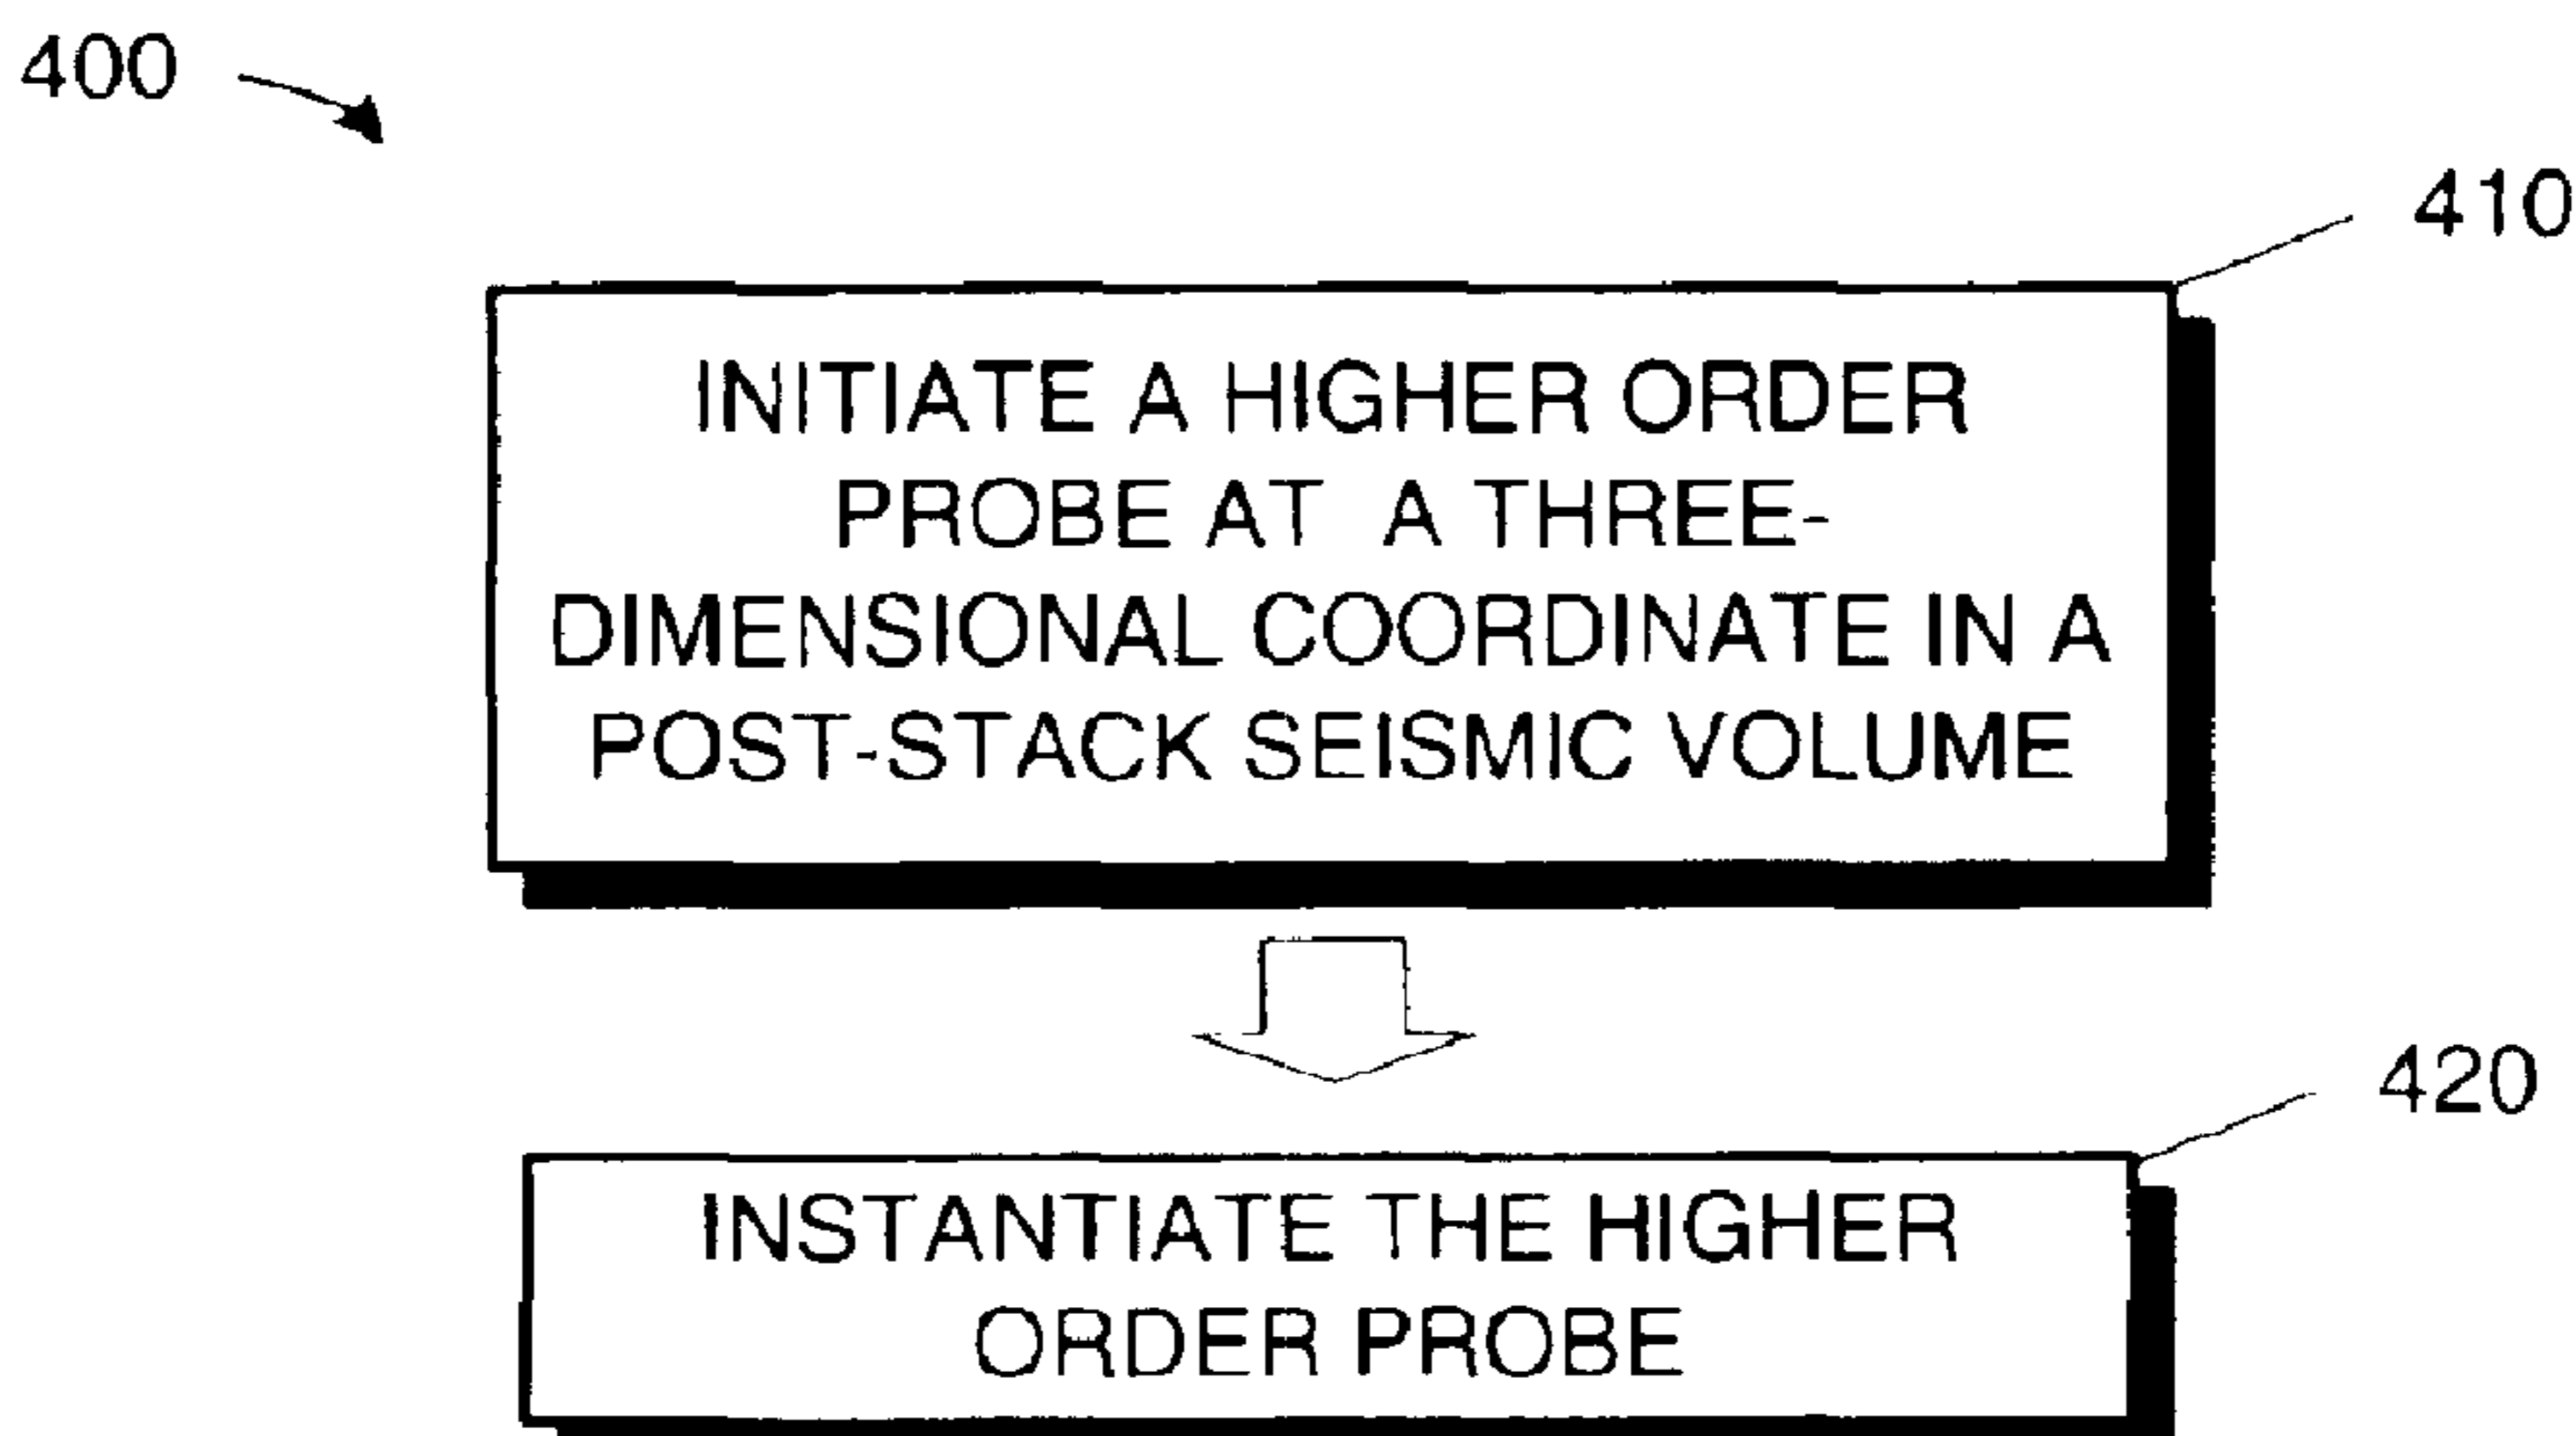 400
410
INITIATE A HIGHER ORDER
PROBE AT A THREE-
DIMENSIONAL COORDINATE IN A
POST-STACK SEISMIC VOLUME
420
INSTANTIATE THE HIGHER
ORDER PROBE